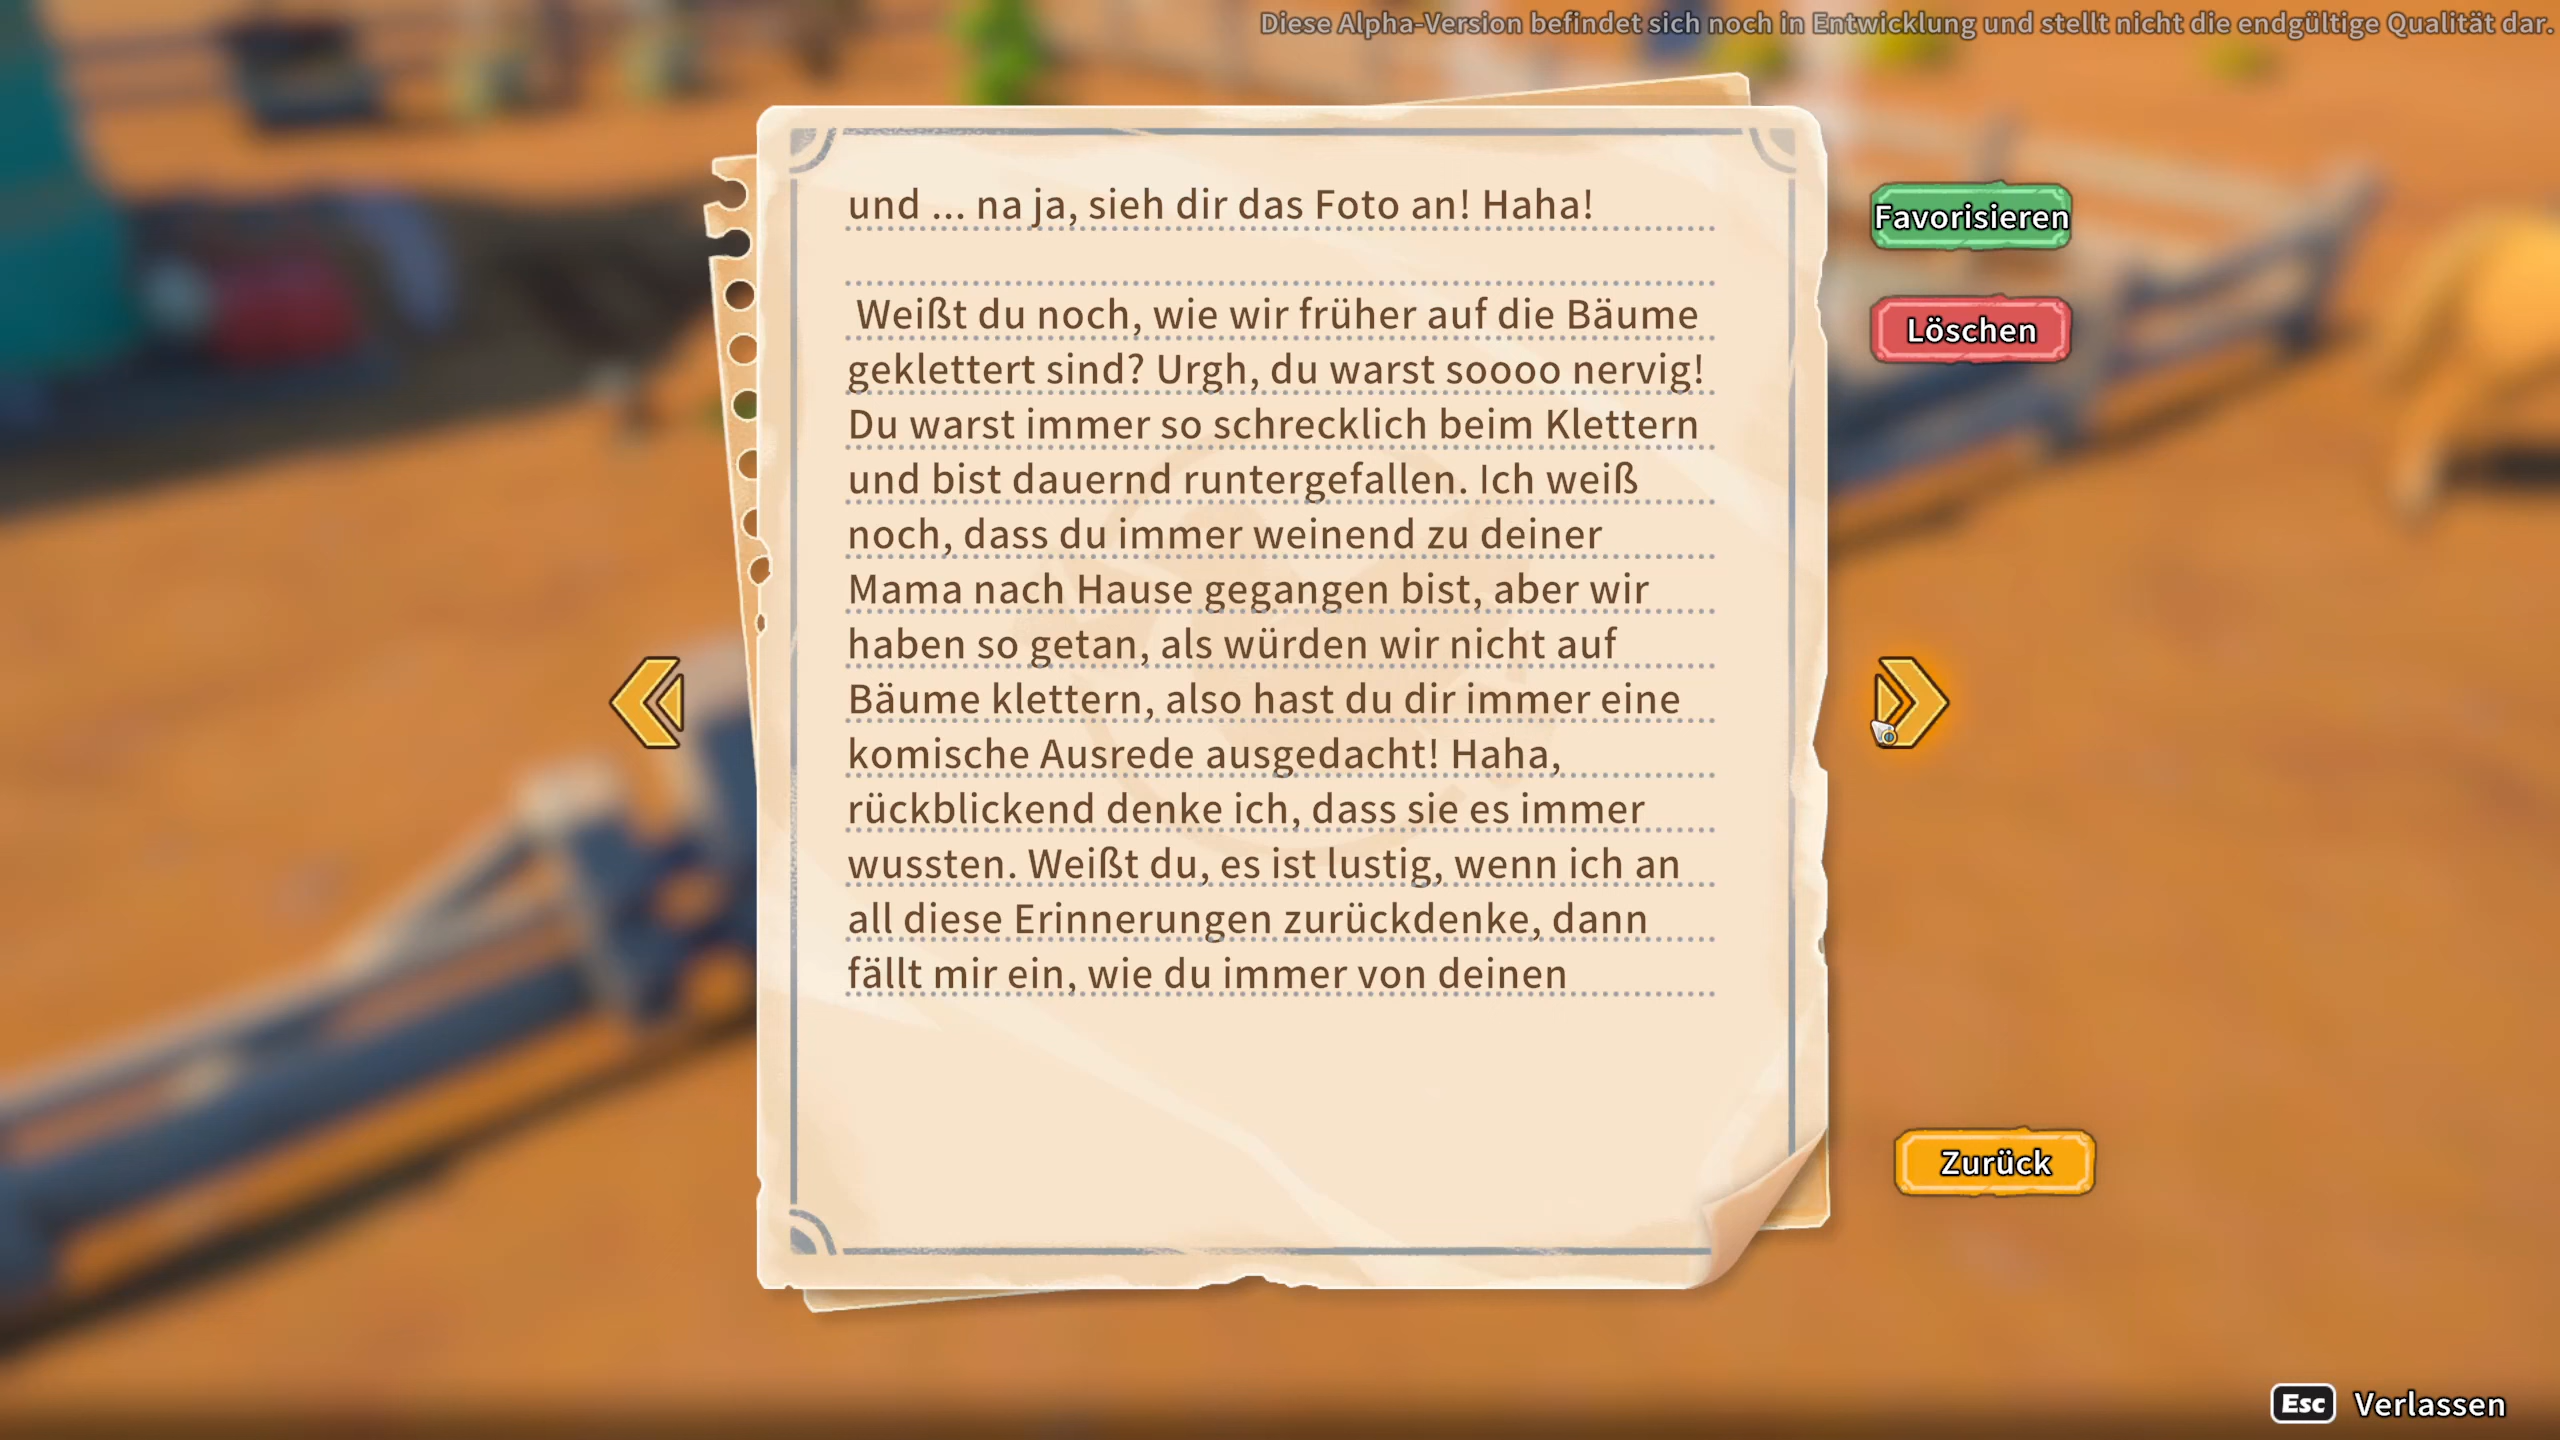 Diese Alpha-Version befindet sich noch in Entwicklung und stellt nicht die endgültige Qualität dar.
und ... na ja, sieh dir das Foto an! Haha!
Weißt du noch, wie wir früher auf die Bäume
geklettert sind? Urgh, du warst soooo nervig!
Du warst immer so schrecklich beim Klettern
und bist dauernd runtergefallen. Ich weiß
noch, dass du immer weinend zu deiner
Mama nach Hause gegangen bist, aber wir
haben so getan, als würden wir nicht auf
Bäume klettern, also hast du dir immer eine
komische Ausrede ausgedacht! Haha,
rückblickend denke ich, dass sie es immer
wussten. Weißt du, es ist lustig, wenn ich an
all diese Erinnerungen zurückdenke, dann
fällt mir ein, wie du immer von deinen
Favorisieren
Löschen
Zurück
Esc Verlassen